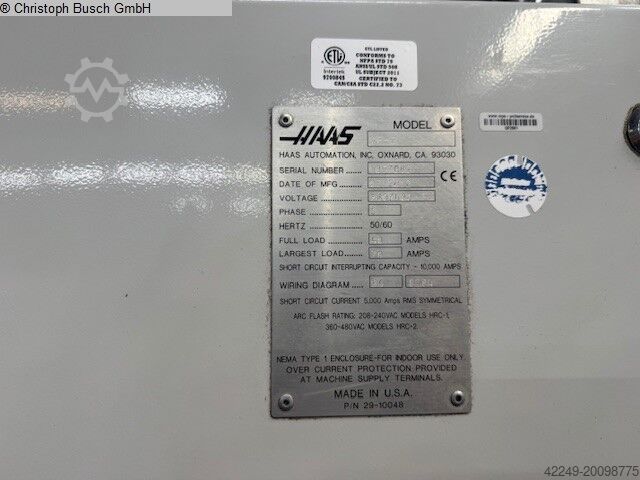 ® Christoph Busch GmbH
ETL LISTED
CONFORMS TO
NFPA STD 79
ANSI/UL STD 508
UL SUBJECT 2011
CERTIFIED TO
CAN/CSA STD C22.2 NO. 73
Intertek
9700845
HAAS
MODEL
HAAS AUTOMATION, INC. OXNARD, CA. 93030
SERIAL NUMBER
DATE OF MFG.
CE
VOLTAGE
PHASE
HERTZ 50/60
FULL LOAD AMPS
LARGEST LOAD AMPS
SHORT CIRCUIT INTERRUPTING CAPACITY - 10,000 AMPS
WIRING DIAGRAM
SHORT CIRCUIT CURRENT 5,000 Amps RMS SYMMETRICAL
ARC FLASH RATING: 208-240VAC MODELS HRC-1,
360-480VAC MODELS HRC-2.
NEMA TYPE 1 ENCLOSURE-FOR INDOOR USE ONLY.
OVER CURRENT PROTECTION PROVIDED
AT MACHINE SUPPLY TERMINALS.
MADE IN U.S.A.
P/N 29-10048
42249-20098775